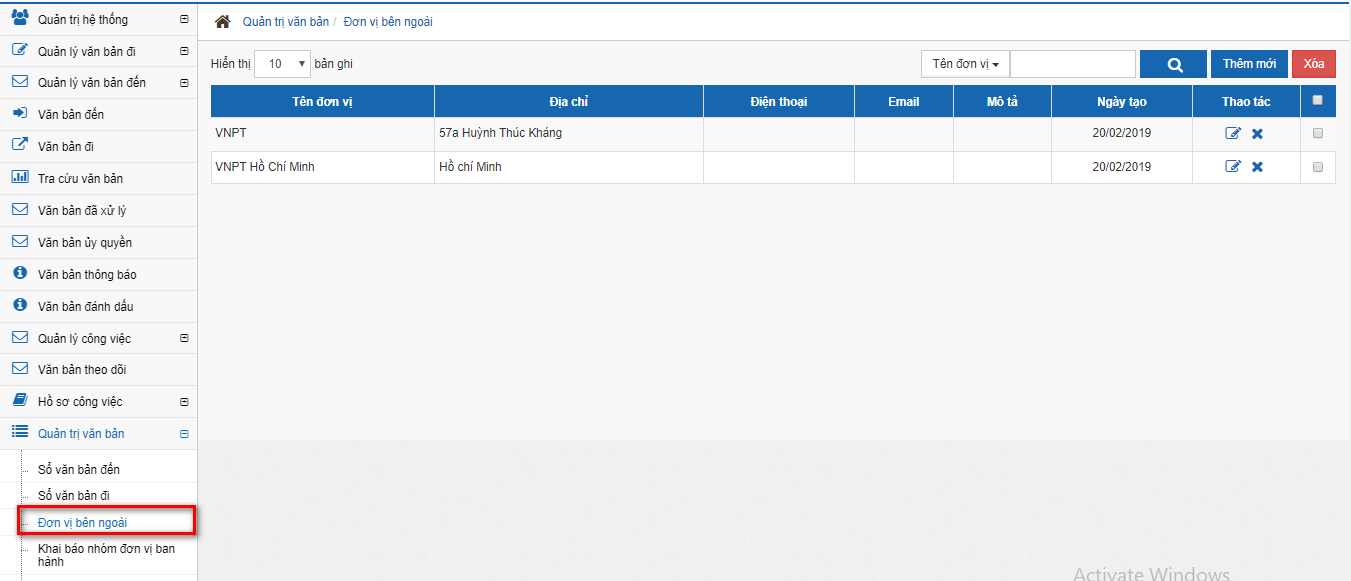 Quản trị hệ thống
Quản lý văn bản đi
Quản lý văn bản đến
Văn bản đến
Văn bản đi
Tra cứu văn bản
Văn bản đã xử lý
Văn bản ủy quyền
Văn bản thông báo
Văn bản đánh dấu
Quản lý công việc
Văn bản theo dõi
Hồ sơ công việc
Quản trị văn bản
Sổ văn bản đến
Sổ văn bản đi
Đơn vị bên ngoài
Khai báo nhóm đơn vị ban
hành
Quản trị văn bản / Đơn vị bên ngoài
Hiển thị 10 bản ghi Tên đơn vị Thêm mới Xóa
Tên đơn vị Địa chỉ Điện thoại Email Mô tả Ngày tạo Thao tác
VNPT 57a Huỳnh Thúc Kháng 20/02/2019
VNPT Hồ Chí Minh Hồ chí Minh 20/02/2019
Activate Windows